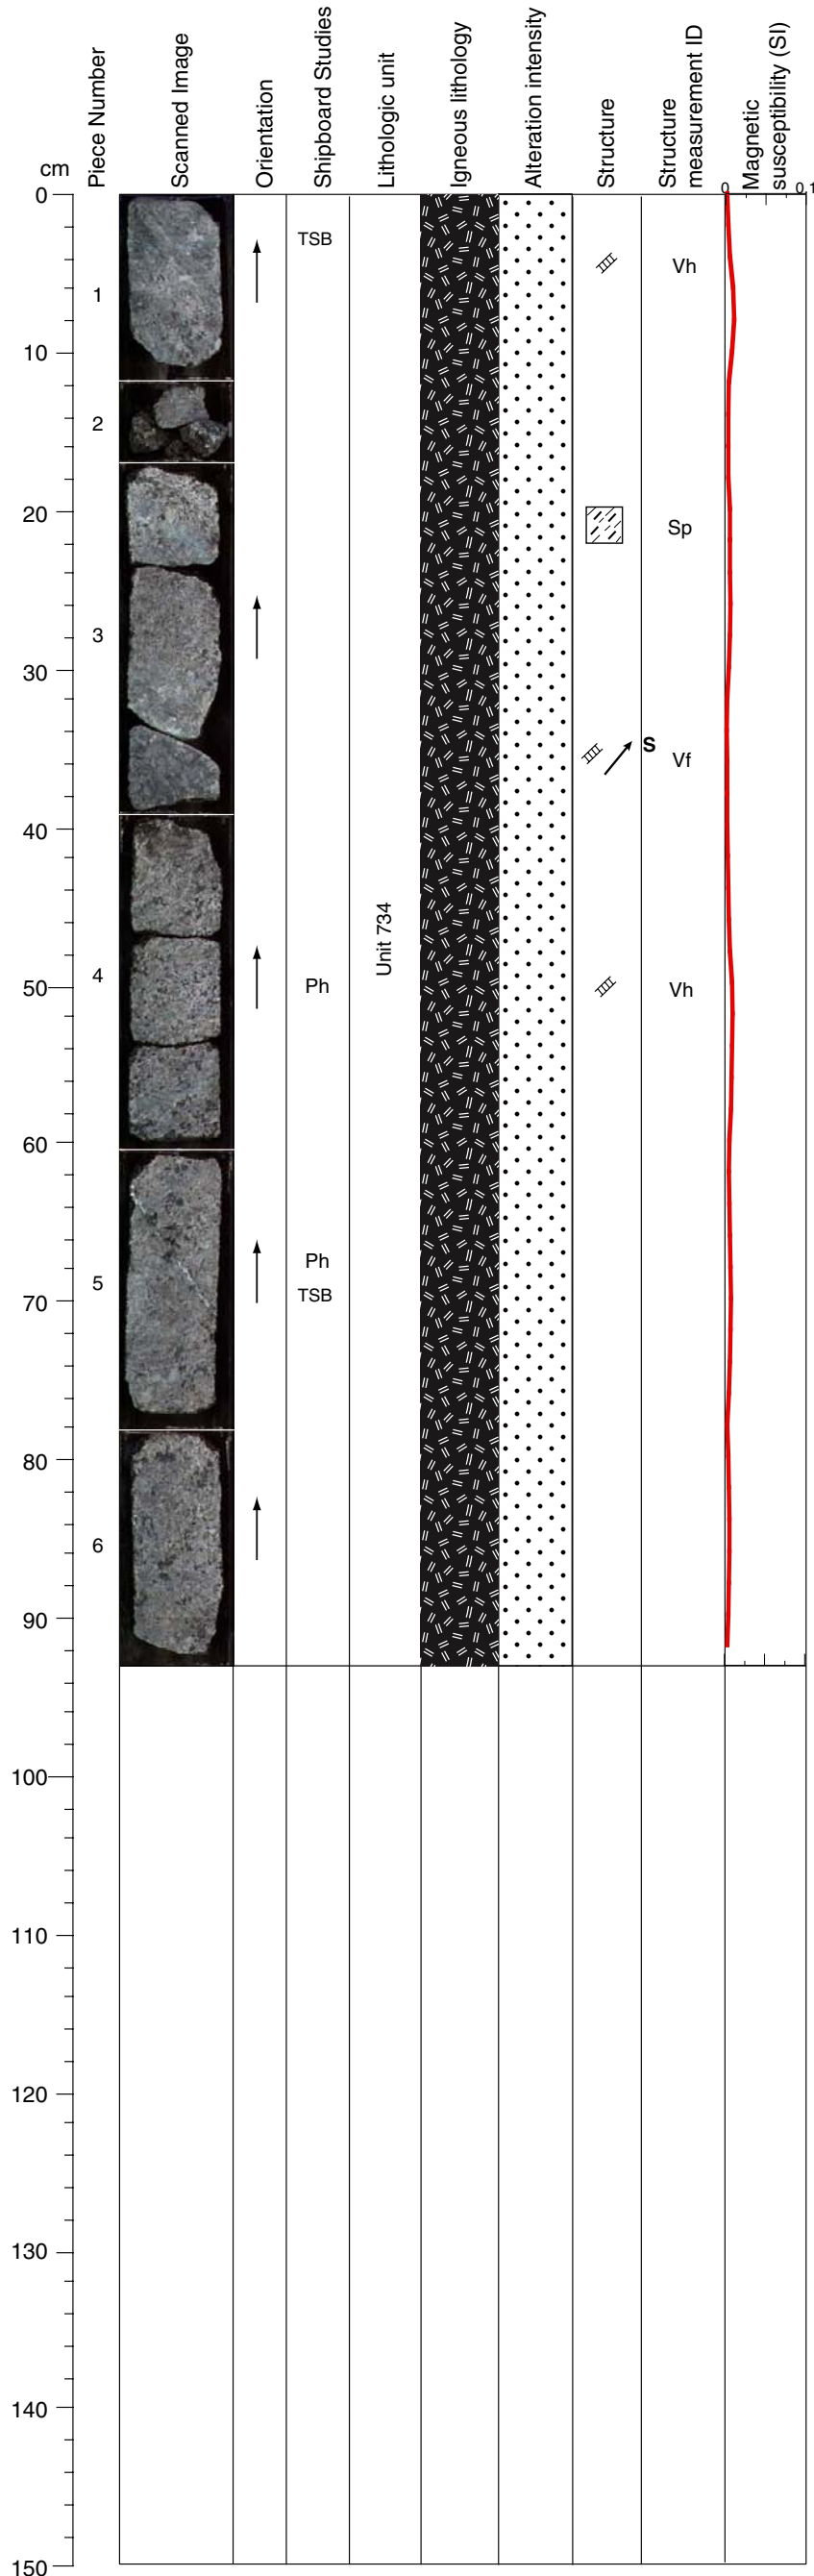 cm
Piece Number
Scanned Image
Orientation
Shipboard Studies
Lithologic unit
Igneous lithology
Alteration intensity
Structure
Structure
measurement ID
Magnetic
susceptibility (SI)
0 0.1
0
TSB
Vh
1
10
2
20
Sp
3
30
S
Vf
40
Unit 734
4
50
Ph
Vh
60
Ph
5
TSB
70
80
6
90
100
110
120
130
140
150